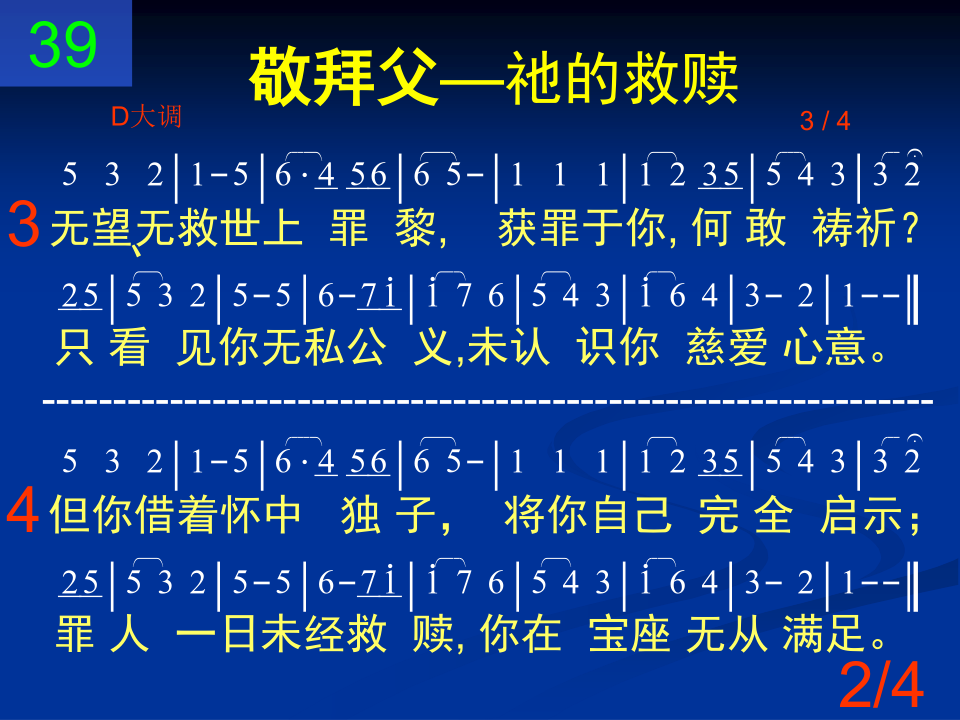 39
敬拜父—祂的救赎
D大调
3 / 4
5 3 2|1-5|6·4 56|6 5-|1 1 1|1 2 35|5 4 3|3 2
3 无望、无救世上 罪 黎, 获罪于你, 何 敢 祷祈?
25|5 3 2|5-5|6-7i|i 7 6|5 4 3|i 6 4|3- 2|1--‖
只 看 见你无私公 义,未认 识你 慈爱 心意。
----------------------------------------------------------------
5 3 2|1-5|6·4 56|6 5-|1 1 1|1 2 35|5 4 3|3 2
4 但你借着怀中 独 子， 将你自己 完 全 启示；
25|5 3 2|5-5|6-7i|i 7 6|5 4 3|i 6 4|3- 2|1--‖
罪 人 一日未经救 赎, 你在 宝座 无从 满足。
2/4